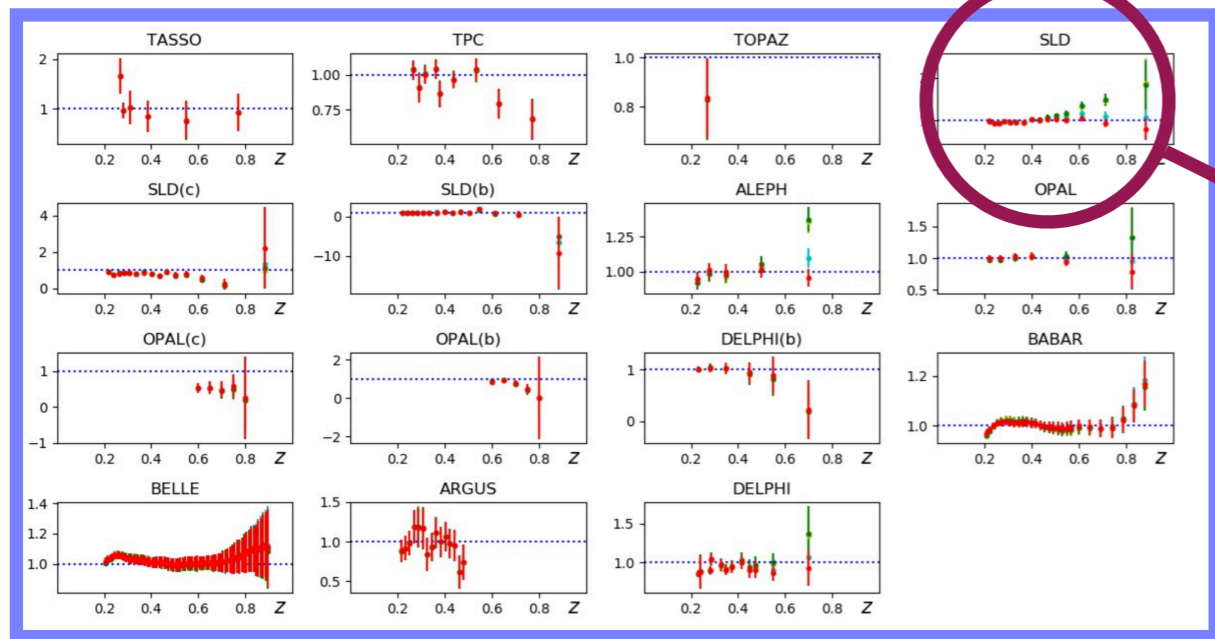 TASSO
TPC
TOPAZ
SLD
2
1
0.2 0.4 0.6 0.8 Z
1.00
0.75
0.2 0.4 0.6 0.8 Z
1.0
0.8
0.2 0.4 0.6 0.8 Z
0.2 0.4 0.6 0.8 Z
SLD(c)
SLD(b)
ALEPH
OPAL
4
2
0
0.2 0.4 0.6 0.8 Z
0
−10
0.2 0.4 0.6 0.8 Z
1.25
1.00
0.2 0.4 0.6 0.8 Z
1.5
1.0
0.5
0.2 0.4 0.6 0.8 Z
OPAL(c)
OPAL(b)
DELPHI(b)
BABAR
1
0
−1
0.2 0.4 0.6 0.8 Z
2
0
−2
0.2 0.4 0.6 0.8 Z
1
0
0.2 0.4 0.6 0.8 Z
1.2
1.0
0.2 0.4 0.6 0.8 Z
BELLE
ARGUS
DELPHI
1.4
1.2
1.0
0.2 0.4 0.6 0.8 Z
1.5
1.0
0.5
0.2 0.4 0.6 0.8 Z
1.5
1.0
0.2 0.4 0.6 0.8 Z